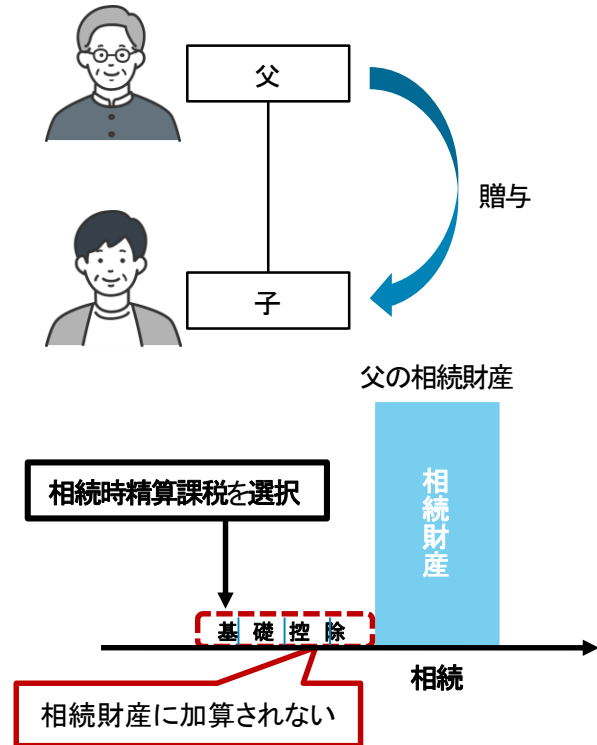 父
贈与
子
父の相続財産
相続時精算課税を選択
相続財産
基礎控除
相続
相続財産に加算されない